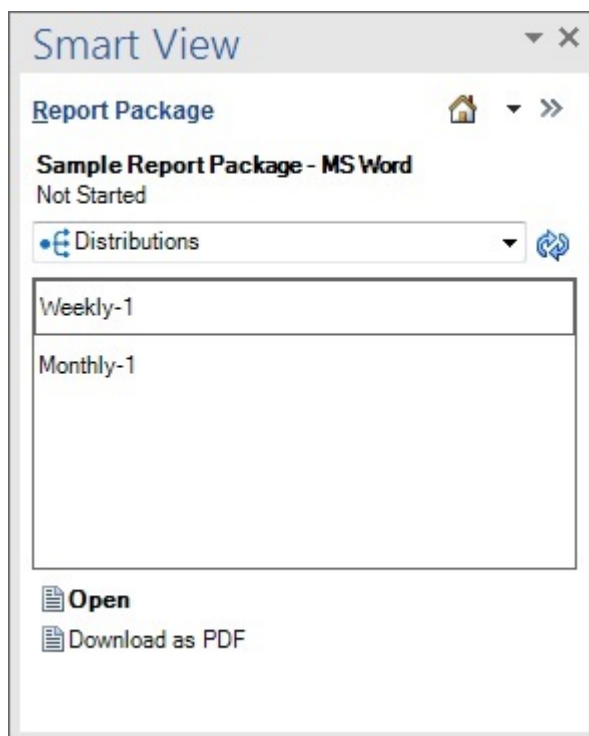 Smart View
Report Package
Sample Report Package - MS Word
Not Started
Distributions
Weekly-1
Monthly-1
Open
Download as PDF